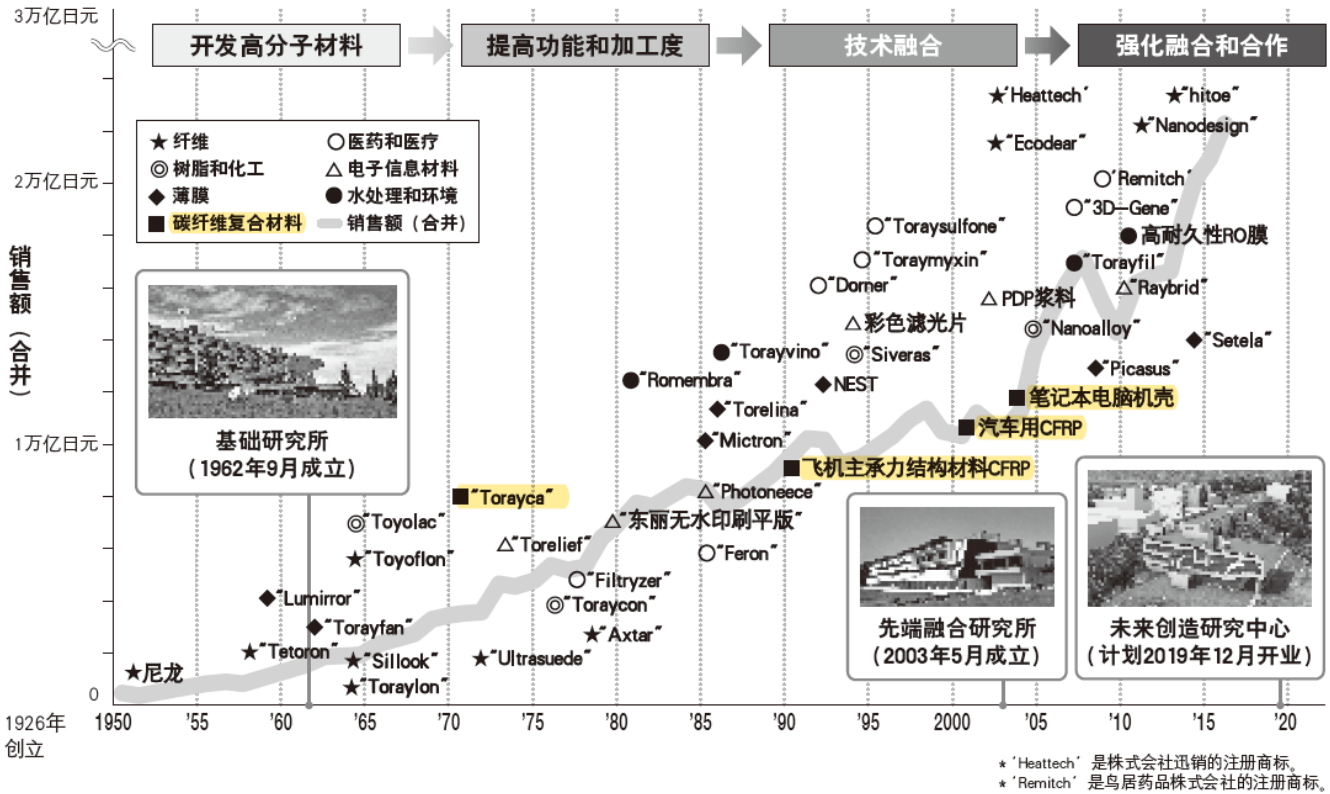 3万亿日元
开发高分子材料
提高功能和加工度
技术融合
强化融合和合作
★纤维
○医药和医疗
◎树脂和化工
△电子信息材料
◆薄膜
●水处理和环境
■碳纤维复合材料
销售额（合并）
2万亿日元
1万亿日元
0
销售额（合并）
基础研究所
(1962年9月成立)
★'Heattech'
★"hitoe"
★"Nanodesign"
★"Ecodear"
○'Remitch'
○"3D-Gene"
○"Toraysulfone"
●高耐久性RO膜
○"Toraymyxin"
●"Torayfil"
○"Dorner"
△"Raybrid"
△PDP浆料
△彩色滤光片
◎"Nanoalloy"
◆"Setela"
●"Torayvino"
◎"Siveras"
◆"Picasus"
●"Romembra"
◆NEST
■笔记本电脑机壳
◆"Torelina"
■汽车用CFRP
◆"Mictron"
■飞机主承力结构材料CFRP
■"Torayca"
△"Photoneece"
◎"Toyolac"
△"东丽无水印刷平版"
★"Toyoflon"
△"Torelief"
○"Feron"
○"Filtryzer"
◆"Lumirror"
◎"Toraycon"
◆"Torayfan"
★"Axtar"
★"Tetoron"
★"Sillook"
★"Ultrasuede"
★尼龙
★"Toraylon"
先端融合研究所
(2003年5月成立)
未来创造研究中心
(计划2019年12月开业)
1926年
创立
1950 '55 '60 '65 '70 '75 '80 '85 '90 '95 2000 '05 '10 '15 '20
* 'Heattech' 是株式会社迅销的注册商标。
* 'Remitch' 是鸟居药品株式会社的注册商标。